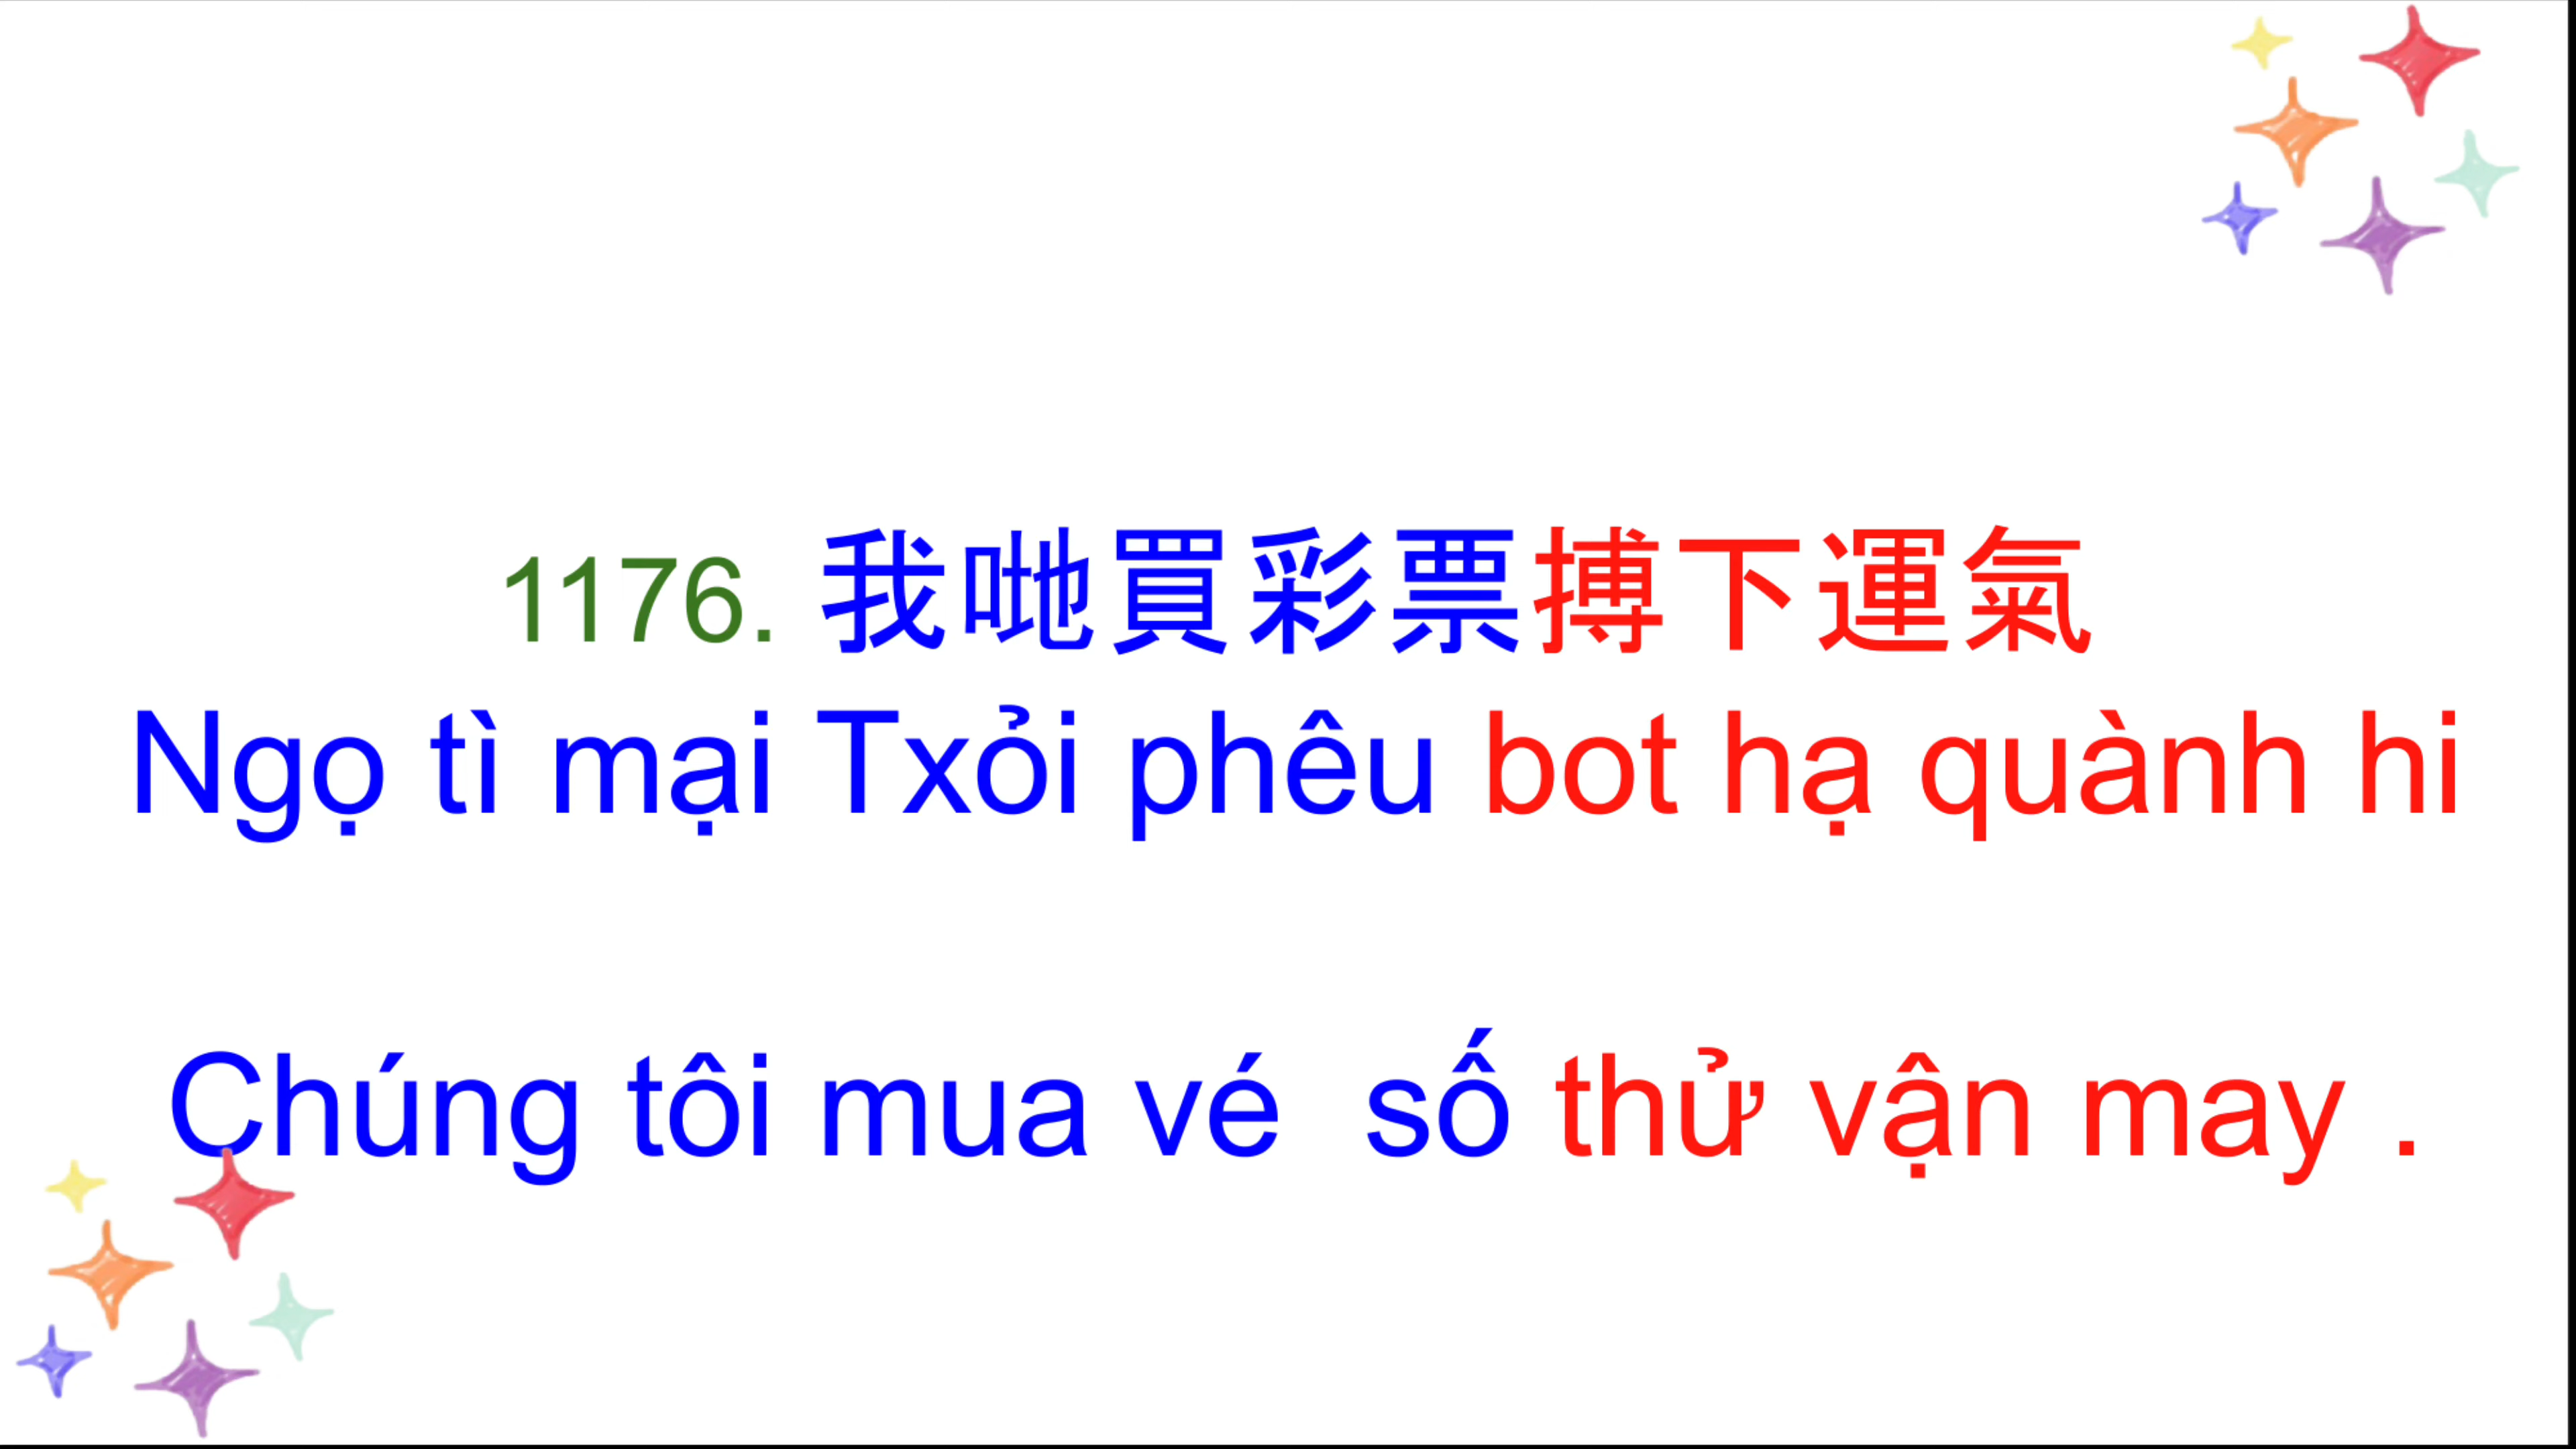 1176. 我哋買彩票搏下運氣
Ngọ tì mại Txỏi phêu bot hạ quành hi
Chúng tôi mua vé  số thử vận may .